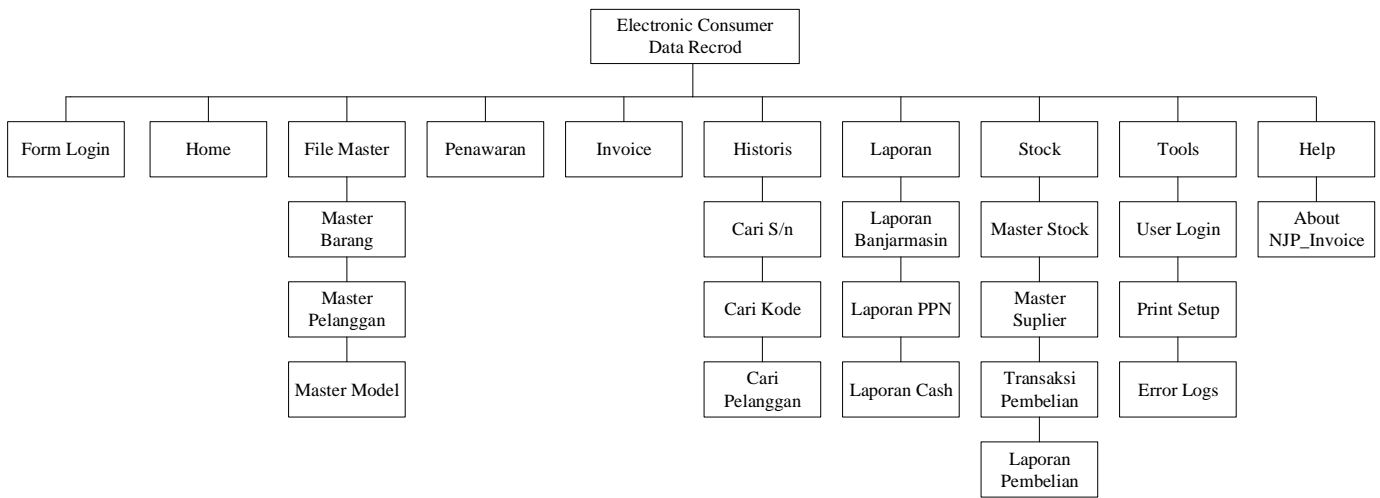 Electronic Consumer
Data Recrod
Form Login
Home
File Master
Penawaran
Invoice
Historis
Laporan
Stock
Tools
Help
Master
Barang
Cari S/n
Laporan
Banjarmasin
Master Stock
User Login
About
NJP_Invoice
Master
Pelanggan
Cari Kode
Laporan PPN
Master
Suplier
Print Setup
Master Model
Cari
Pelanggan
Laporan Cash
Transaksi
Pembelian
Error Logs
Laporan
Pembelian